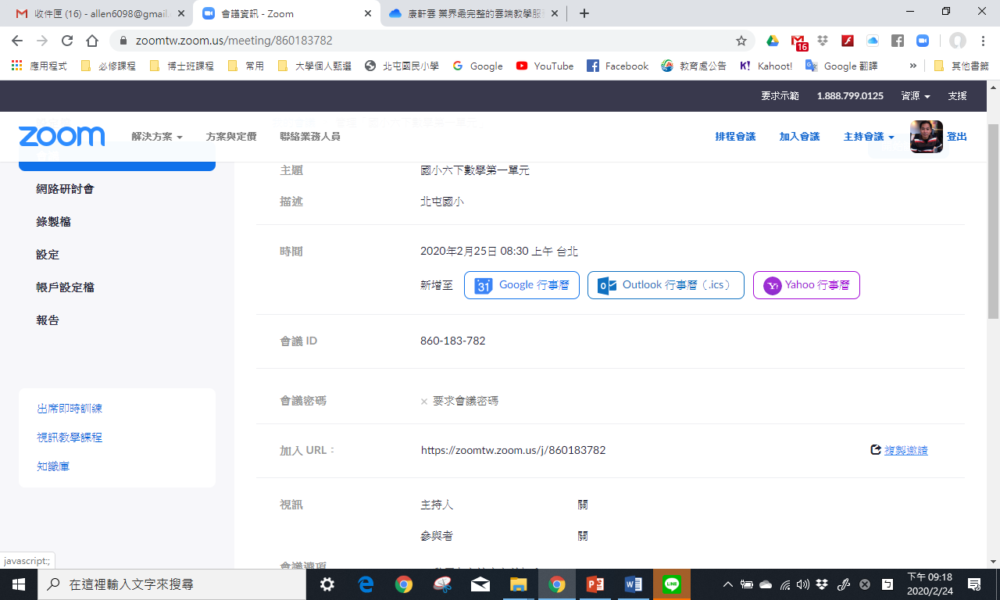 收件匣 (16) - allen6098@gmail.
會議資訊 - Zoom
康軒雲 業界最完整的雲端教學服
zoomtw.zoom.us/meeting/860183782
16
應用程式 必修課程 博士班課程 常用 大學個人甄選 北屯國民小學 Google YouTube Facebook 教育處公告 Kahoot! Google 翻譯 » 其他書籤
要求示範 1.888.799.0125 資源 支援
zoom 解決方案 方案與定價 聯絡業務人員 排程會議 加入會議 主持會議 登出
網路研討會
錄製檔
設定
帳戶設定檔
報告
出席即時訓練
視訊教學課程
知識庫
主題 國小六下數學第一單元
描述 北屯國小
時間 2020年2月25日 08:30 上午 台北
新增至 31 Google 行事曆 Outlook 行事曆（.ics） Yahoo 行事曆
會議 ID 860-183-782
會議密碼 × 要求會議密碼
加入 URL： https://zoomtw.zoom.us/j/860183782 複製邀請
視訊 主持人 關
參與者 關
會議選項
javascript:;
在這裡輸入文字來搜尋
下午 09:18
2020/2/24